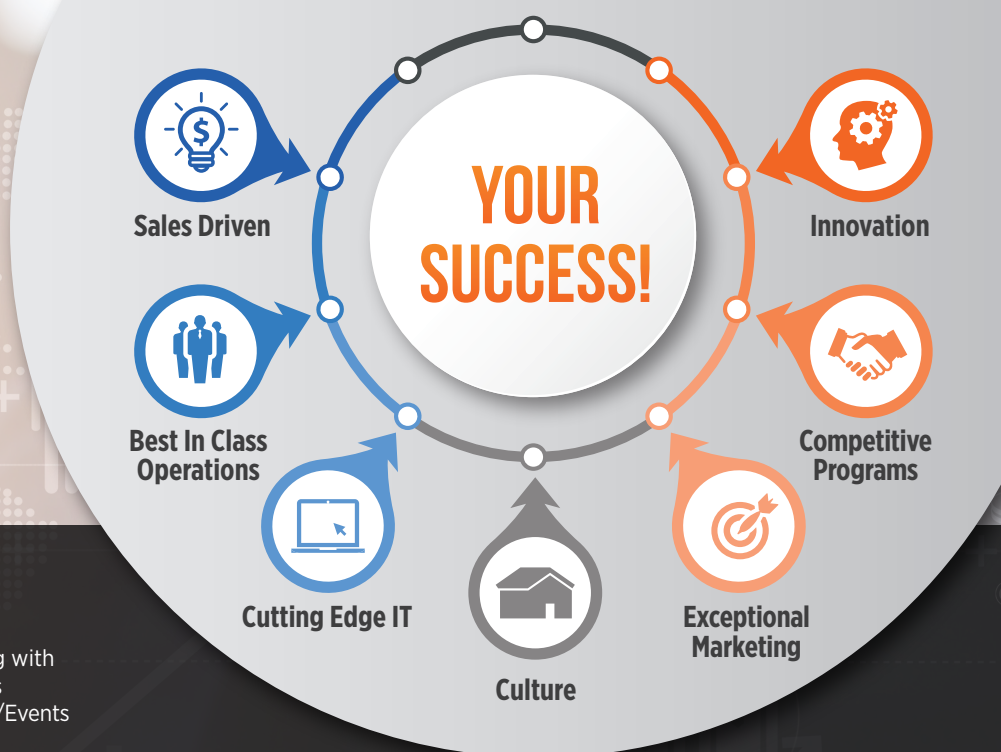 YOUR
SUCCESS!
Sales Driven
Innovation
Best In Class
Operations
Competitive
Programs
Cutting Edge IT
Exceptional
Marketing
Culture
$
g with
s
/Events